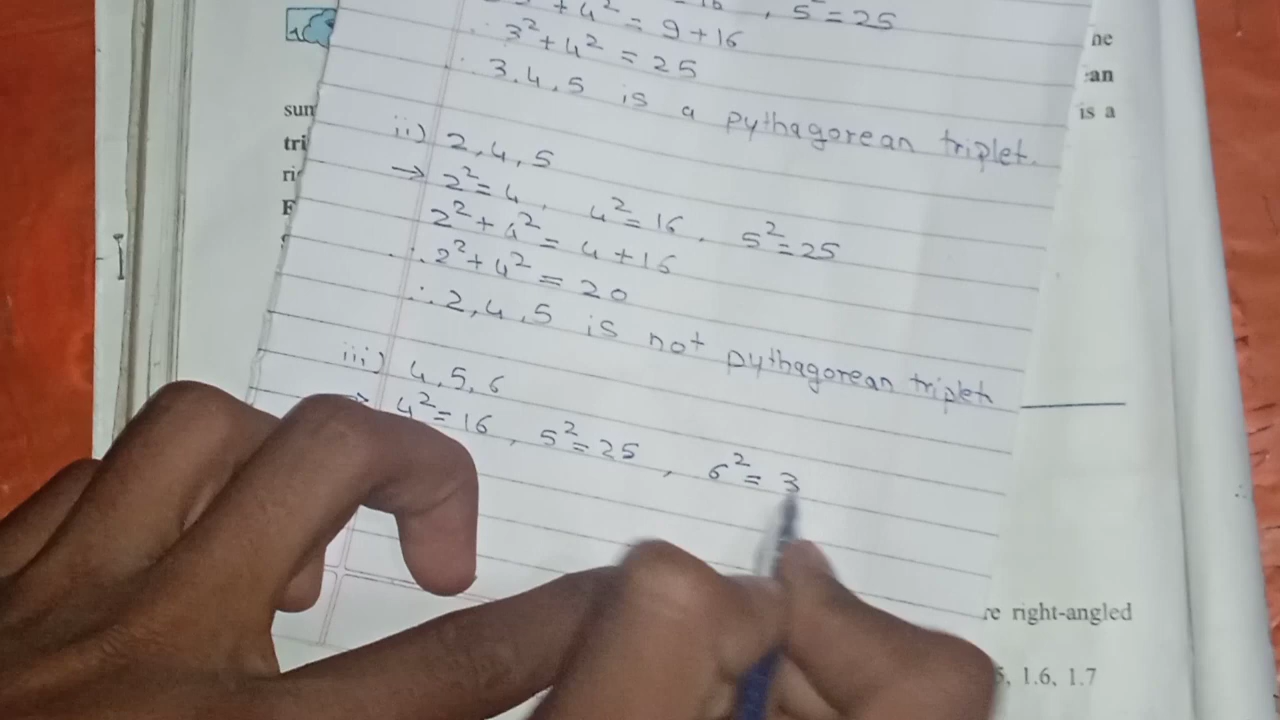 + 4² = 9 + 16
, 5² = 25
∴ 3² + 4² = 25
∴ 3, 4, 5 is a pythagorean triplet.
ii) 2, 4, 5
→ 2² = 4, 4² = 16, 5² = 25
2² + 4² = 4 + 16
∴ 2² + 4² = 20
∴ 2, 4, 5 is not pythagorean triplet
iii) 4, 5, 6
→ 4² = 16, 5² = 25, 6² = 3
an
is a
sum
tri
re right-angled
, 1.6, 1.7